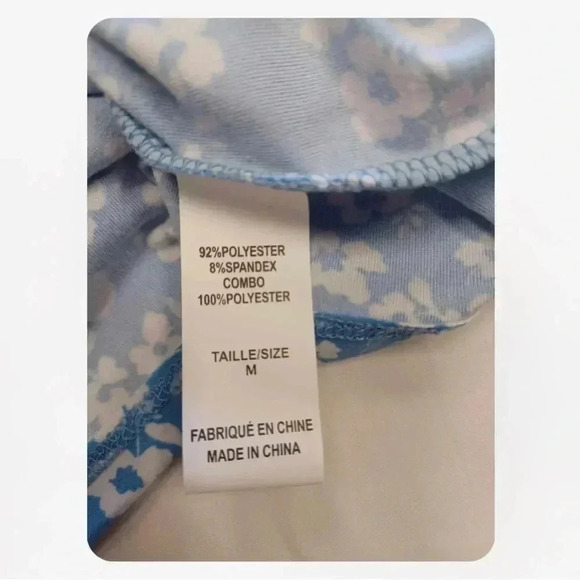 92%POLYESTER
8%SPANDEX
COMBO
100%POLYESTER
TAILLE/SIZE
M
FABRIQUÉ EN CHINE
MADE IN CHINA